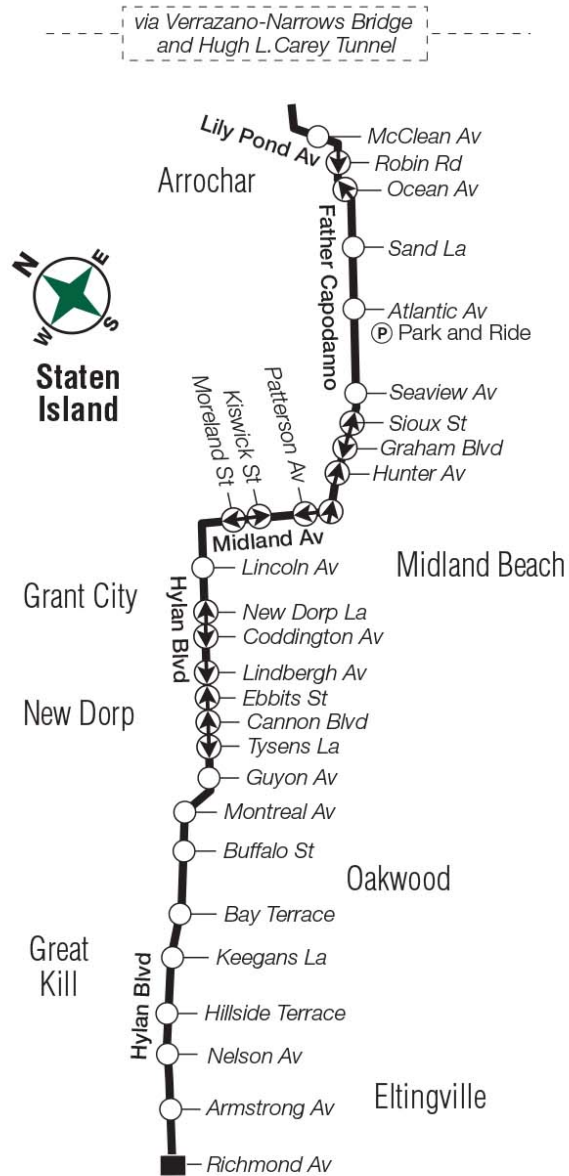 via Verrazano-Narrows Bridge
and Hugh L.Carey Tunnel
McClean Av
Lily Pond Av
Robin Rd
Arrochar
Ocean Av
Father Capodanno
Sand La
N
E
W
S
Atlantic Av
P Park and Ride
Staten
Island
Seaview Av
Sioux St
Graham Blvd
Hunter Av
Moreland St
Kiswick St
Patterson Av
Midland Av
Midland Beach
Lincoln Av
Grant City
Hylan Blvd
New Dorp La
Coddington Av
Lindbergh Av
Ebbits St
New Dorp
Cannon Blvd
Tysens La
Guyon Av
Montreal Av
Buffalo St
Oakwood
Bay Terrace
Great
Kill
Keegans La
Hylan Blvd
Hillside Terrace
Nelson Av
Eltingville
Armstrong Av
Richmond Av